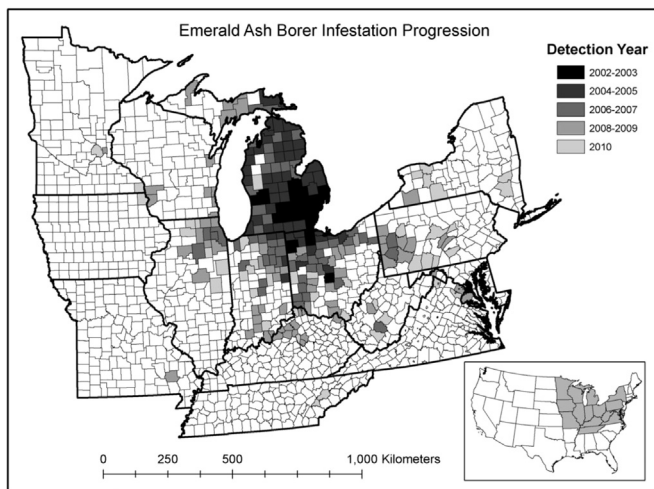 Emerald Ash Borer Infestation Progression
Detection Year
2002-2003
2004-2005
2006-2007
2008-2009
2010
0 250 500 1,000 Kilometers